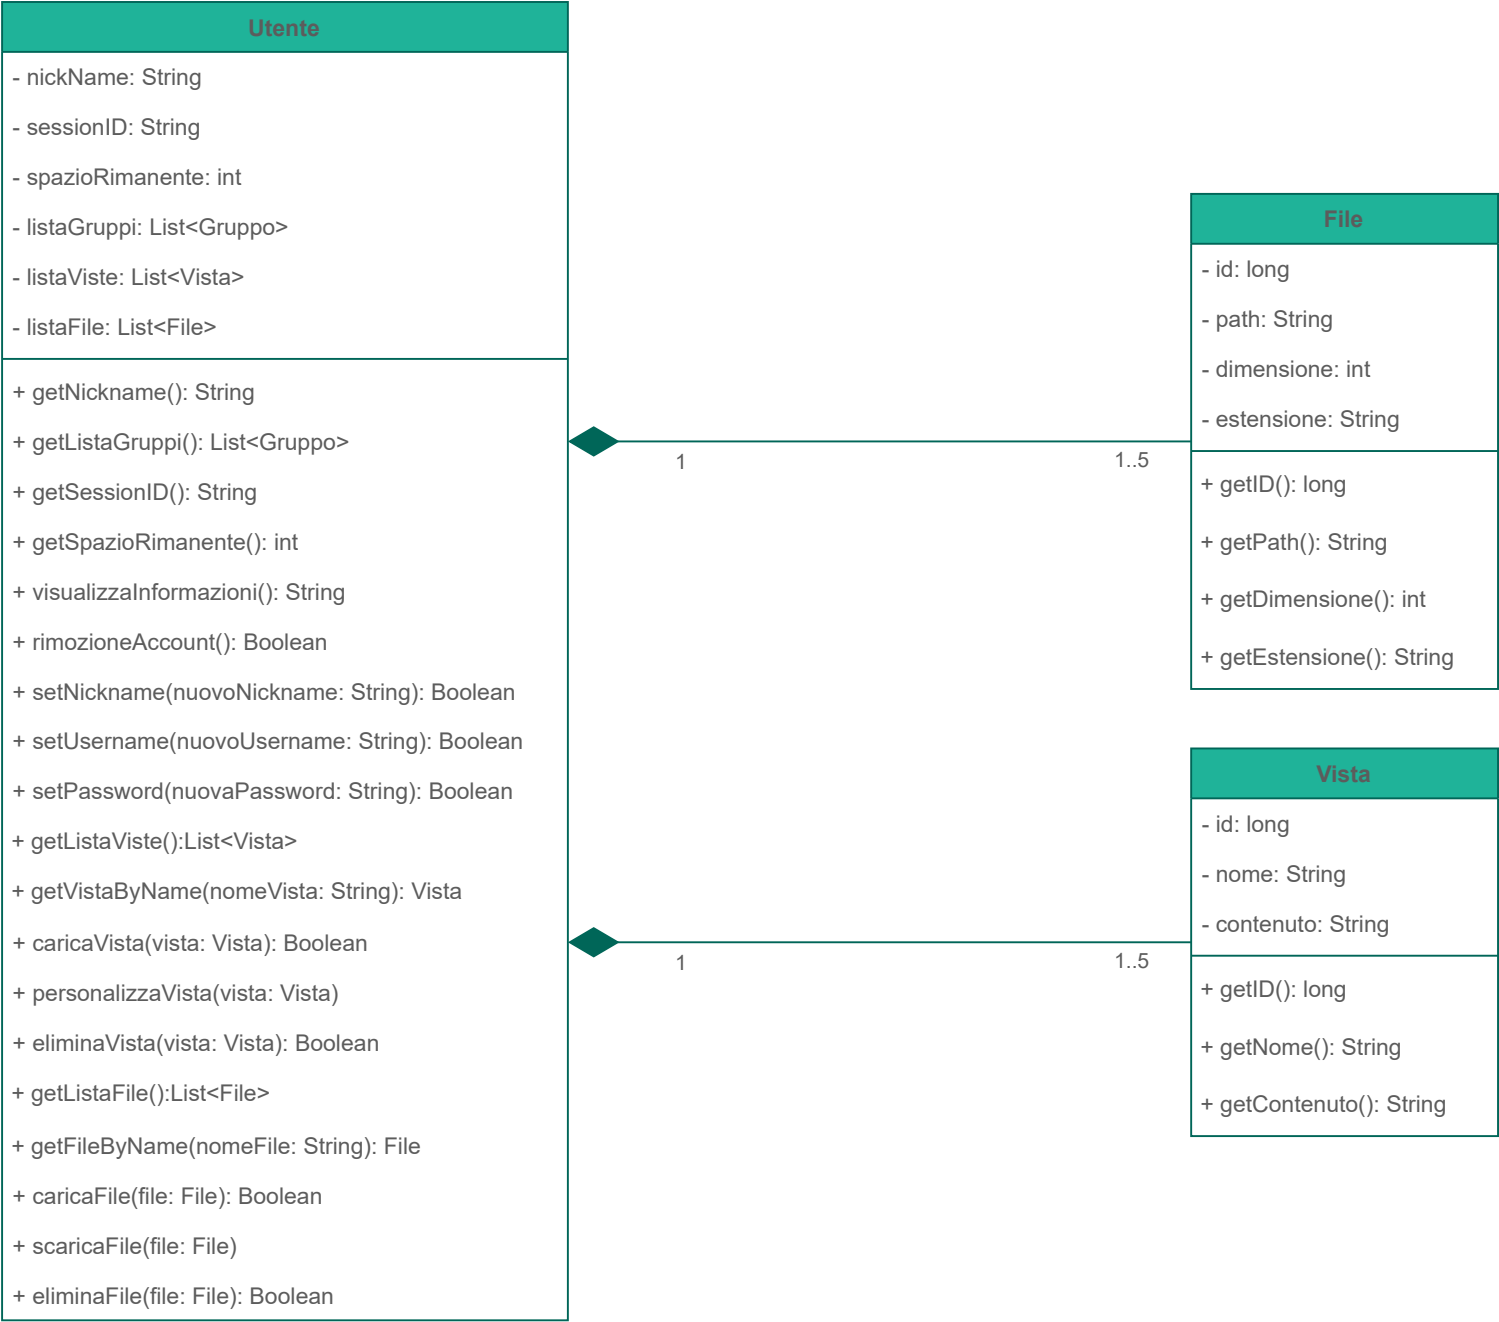 Utente
- nickName: String
- sessionID: String
- spazioRimanente: int
- listaGruppi: List<Gruppo>
- listaViste: List<Vista>
- listaFile: List<File>
+ getNickname(): String
+ getListaGruppi(): List<Gruppo>
+ getSessionID(): String
+ getSpazioRimanente(): int
+ visualizzaInformazioni(): String
+ rimozioneAccount(): Boolean
+ setNickname(nuovoNickname: String): Boolean
+ setUsername(nuovoUsername: String): Boolean
+ setPassword(nuovaPassword: String): Boolean
+ getListaViste():List<Vista>
+ getVistaByName(nomeVista: String): Vista
+ caricaVista(vista: Vista): Boolean
+ personalizzaVista(vista: Vista)
+ eliminaVista(vista: Vista): Boolean
+ getListaFile():List<File>
+ getFileByName(nomeFile: String): File
+ caricaFile(file: File): Boolean
+ scaricaFile(file: File)
+ eliminaFile(file: File): Boolean
1
1..5
File
- id: long
- path: String
- dimensione: int
- estensione: String
+ getID(): long
+ getPath(): String
+ getDimensione(): int
+ getEstensione(): String
1
1..5
Vista
- id: long
- nome: String
- contenuto: String
+ getID(): long
+ getNome(): String
+ getContenuto(): String